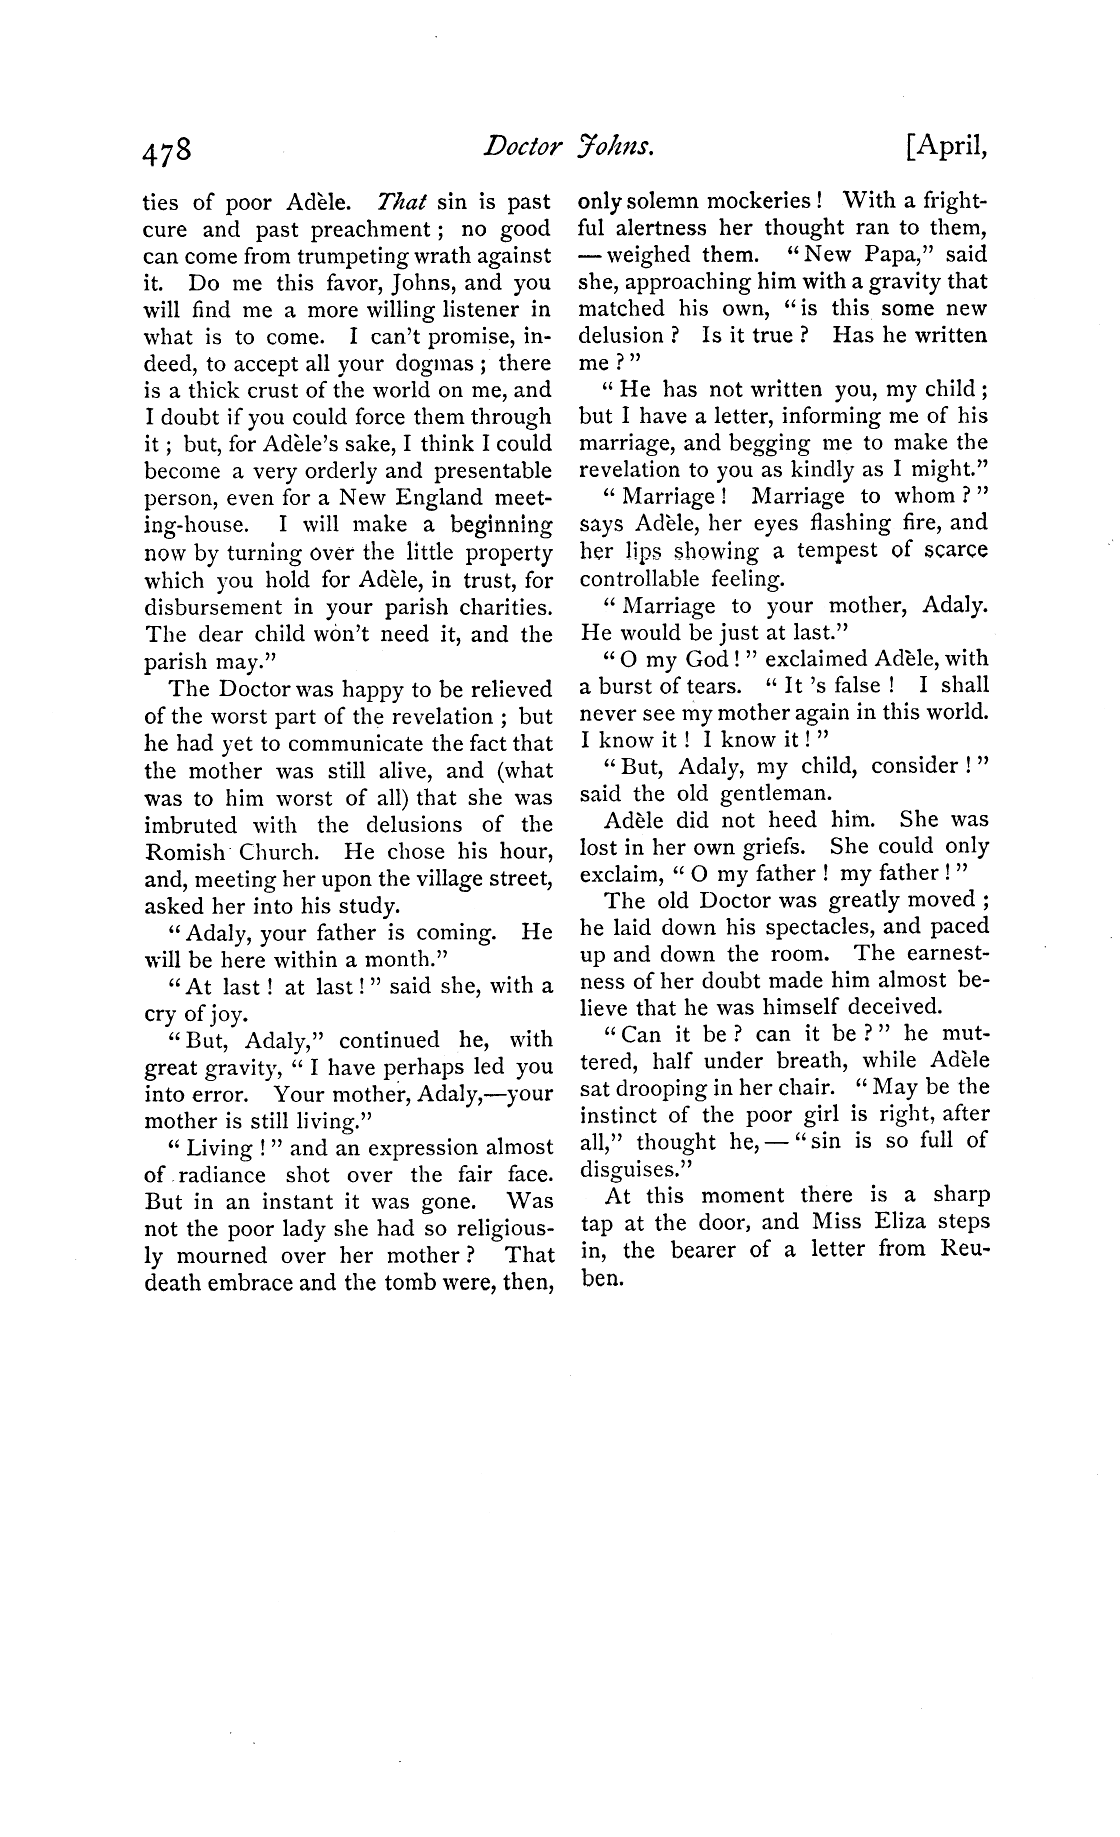 478 Doctor Johns. [April,
ties of poor Adèle. That sin is past
cure and past preachment ; no good
can come from trumpeting wrath against
it. Do me this favor, Johns, and you
will find me a more willing listener in
what is to come. I can't promise, in-
deed, to accept all your dogmas ; there
is a thick crust of the world on me, and
I doubt if you could force them through
it ; but, for Adèle's sake, I think I could
become a very orderly and presentable
person, even for a New England meet-
ing-house. I will make a beginning
now by turning over the little property
which you hold for Adèle, in trust, for
disbursement in your parish charities.
The dear child won't need it, and the
parish may."
The Doctor was happy to be relieved
of the worst part of the revelation ; but
he had yet to communicate the fact that
the mother was still alive, and (what
was to him worst of all) that she was
imbruted with the delusions of the
Romish Church. He chose his hour,
and, meeting her upon the village street,
asked her into his study.
"Adaly, your father is coming. He
will be here within a month."
"At last ! at last !" said she, with a
cry of joy.
"But, Adaly," continued he, with
great gravity, "I have perhaps led you
into error. Your mother, Adaly,—your
mother is still living."
"Living !" and an expression almost
of radiance shot over the fair face.
But in an instant it was gone. Was
not the poor lady she had so religious-
ly mourned over her mother ? That
death embrace and the tomb were, then,
only solemn mockeries ! With a fright-
ful alertness her thought ran to them,
— weighed them. "New Papa," said
she, approaching him with a gravity that
matched his own, "is this some new
delusion ? Is it true ? Has he written
me ?"
"He has not written you, my child ;
but I have a letter, informing me of his
marriage, and begging me to make the
revelation to you as kindly as I might."
"Marriage ! Marriage to whom ?"
says Adèle, her eyes flashing fire, and
her lips showing a tempest of scarce
controllable feeling.
"Marriage to your mother, Adaly.
He would be just at last."
"O my God !" exclaimed Adèle, with
a burst of tears. "It 's false ! I shall
never see my mother again in this world.
I know it ! I know it !"
"But, Adaly, my child, consider !"
said the old gentleman.
Adèle did not heed him. She was
lost in her own griefs. She could only
exclaim, "O my father ! my father !"
The old Doctor was greatly moved ;
he laid down his spectacles, and paced
up and down the room. The earnest-
ness of her doubt made him almost be-
lieve that he was himself deceived.
"Can it be ? can it be ?" he mut-
tered, half under breath, while Adèle
sat drooping in her chair. "May be the
instinct of the poor girl is right, after
all," thought he, — "sin is so full of
disguises."
At this moment there is a sharp
tap at the door, and Miss Eliza steps
in, the bearer of a letter from Reu-
ben.